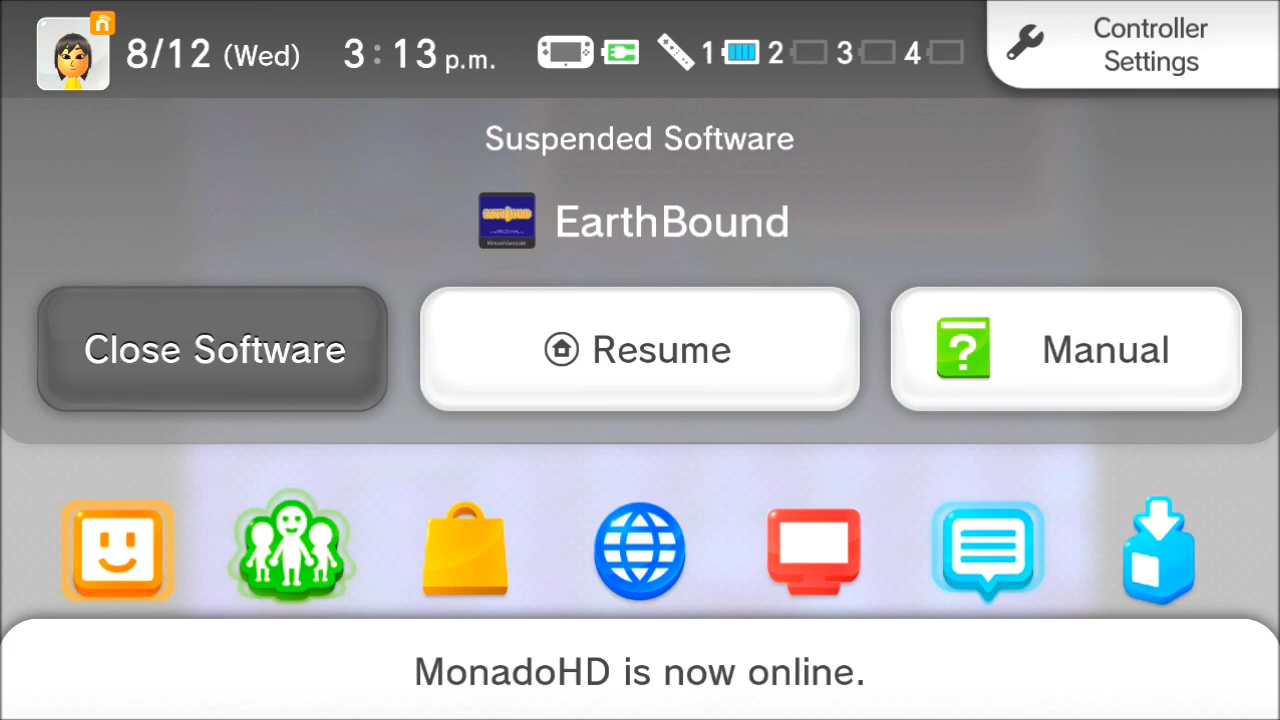 8/12 (Wed) 3:13 p.m. 1 2 3 4
Controller
Settings
Suspended Software
EarthBound
Close Software
Resume
Manual
MonadoHD is now online.